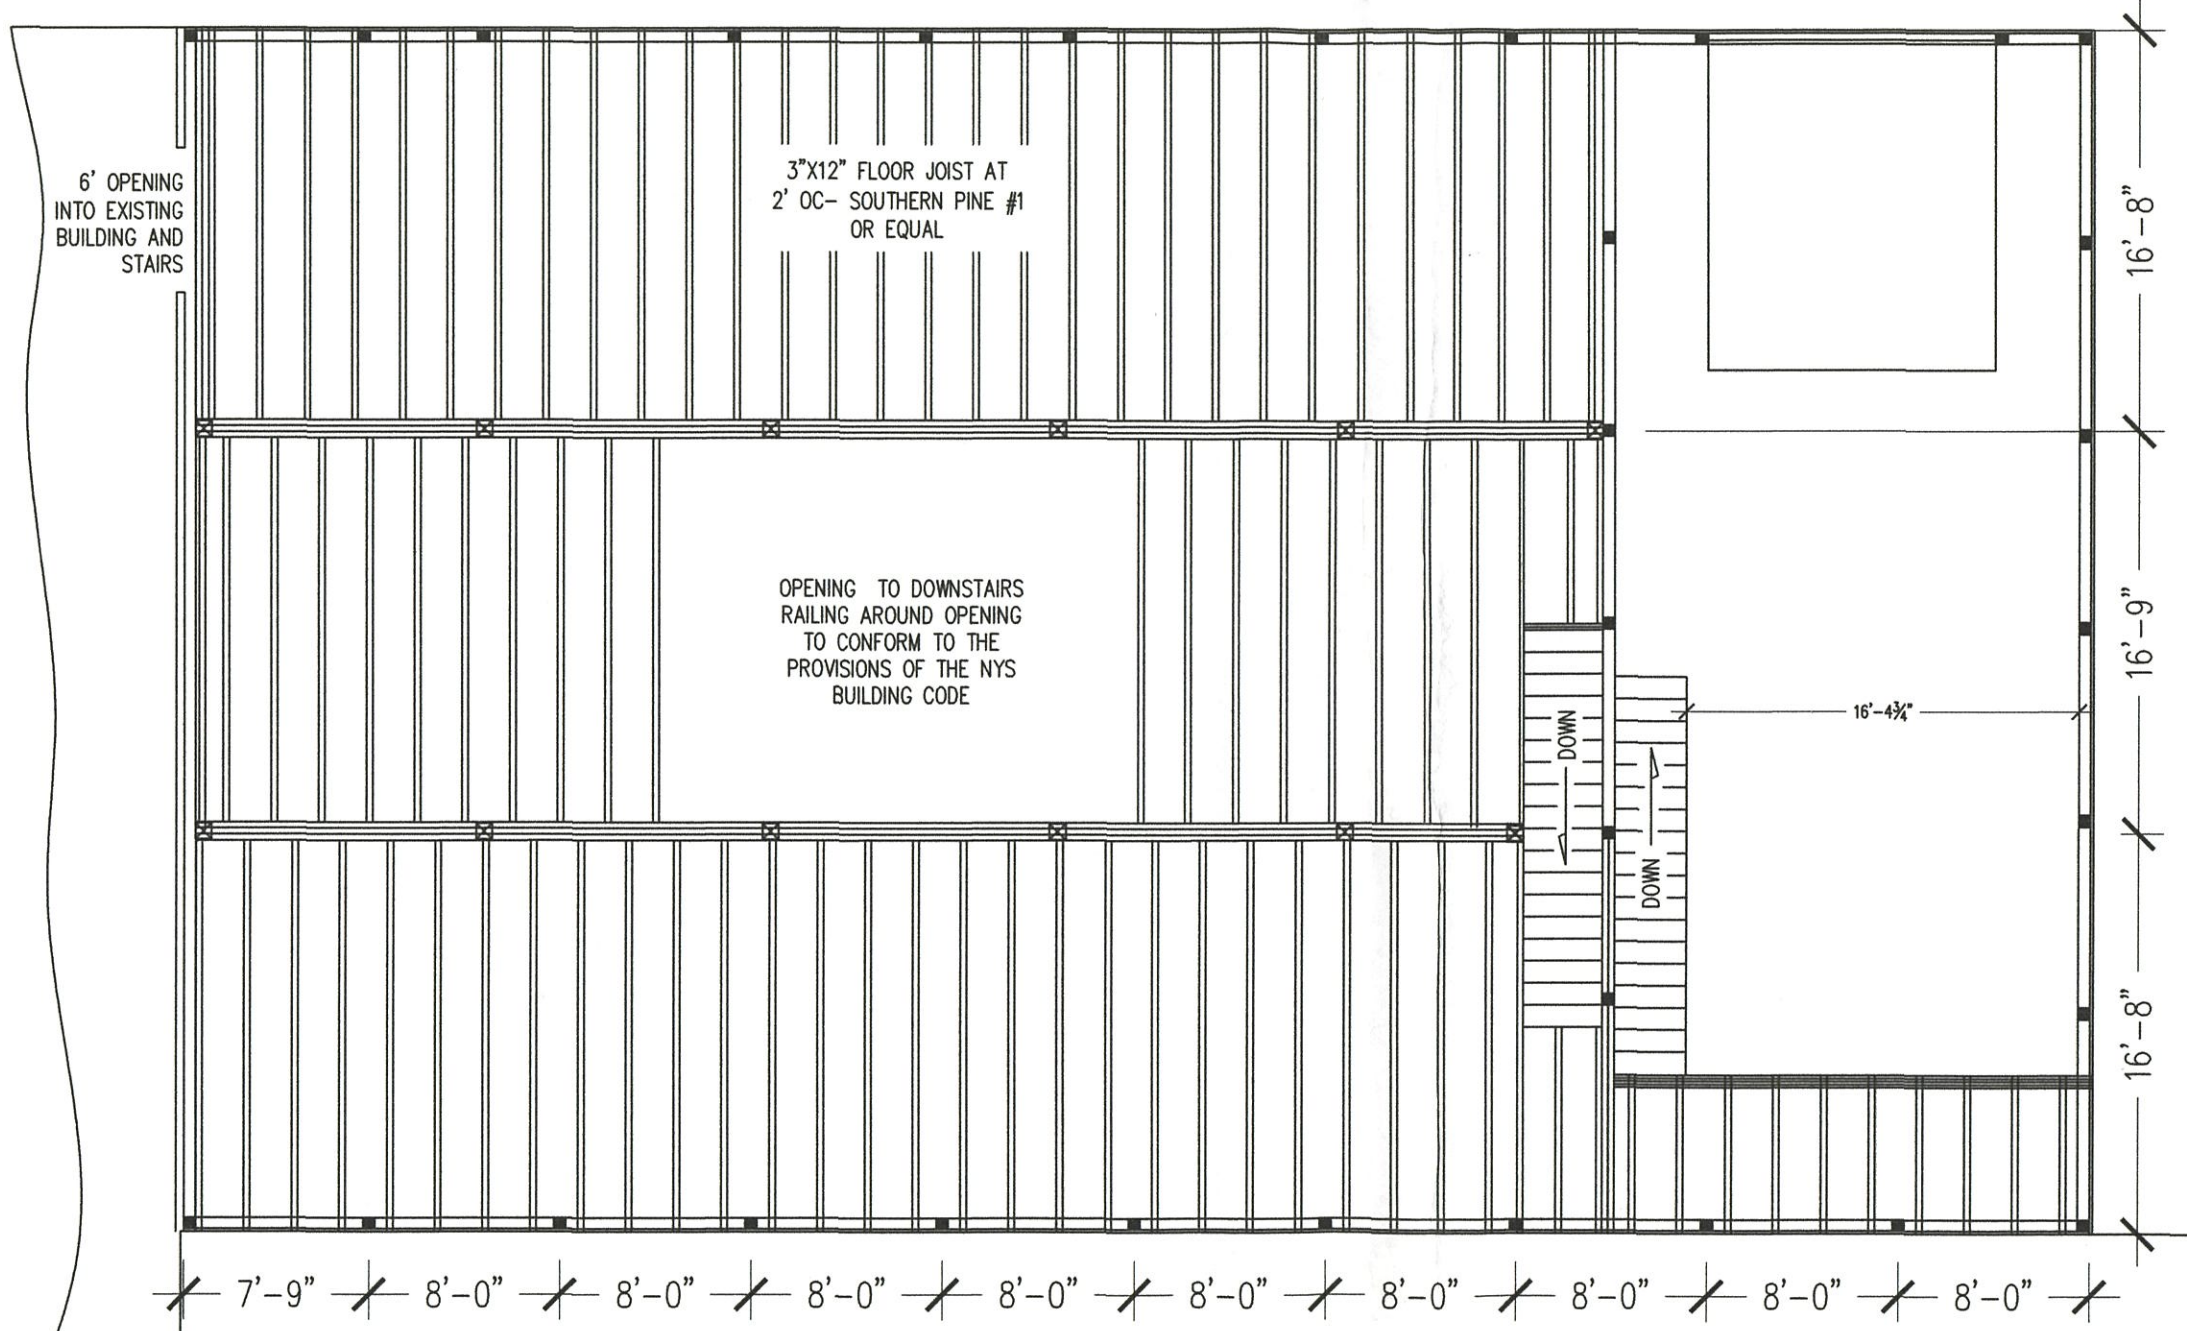 3"X12" FLOOR JOIST AT
2' OC- SOUTHERN PINE #1
OR EQUAL
6' OPENING
INTO EXISTING
BUILDING AND
STAIRS
16'-8"
OPENING TO DOWNSTAIRS
RAILING AROUND OPENING
TO CONFORM TO THE
PROVISIONS OF THE NYS
BUILDING CODE
16'-9"
DOWN
DOWN
16'-4¾"
16'-8"
7'-9"
8'-0"
8'-0"
8'-0"
8'-0"
8'-0"
8'-0"
8'-0"
8'-0"
8'-0"